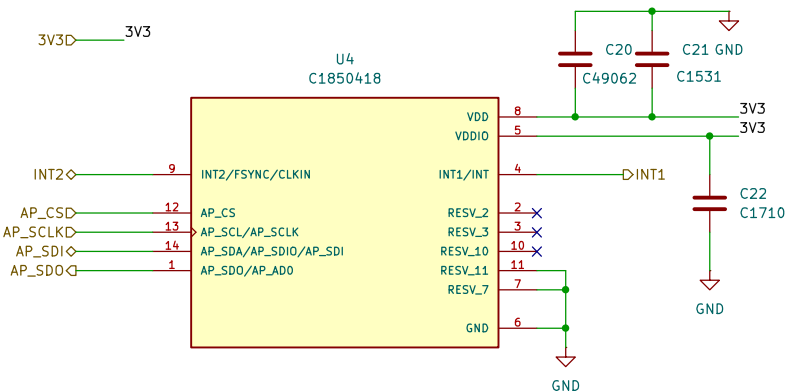 3V3
3V3
C20
C21
GND
C49062
C1531
U4
C1850418
VDD
8
3V3
VDDIO
5
3V3
INT2
9
INT2/FSYNC/CLKIN
INT1/INT
4
INT1
C22
C1710
AP_CS
12
AP_CS
RESV_2
2
AP_SCLK
13
AP_SCL/AP_SCLK
RESV_3
3
AP_SDI
14
AP_SDA/AP_SDIO/AP_SDI
RESV_10
10
AP_SDO
1
AP_SDO/AP_AD0
RESV_11
11
RESV_7
7
GND
GND
6
GND